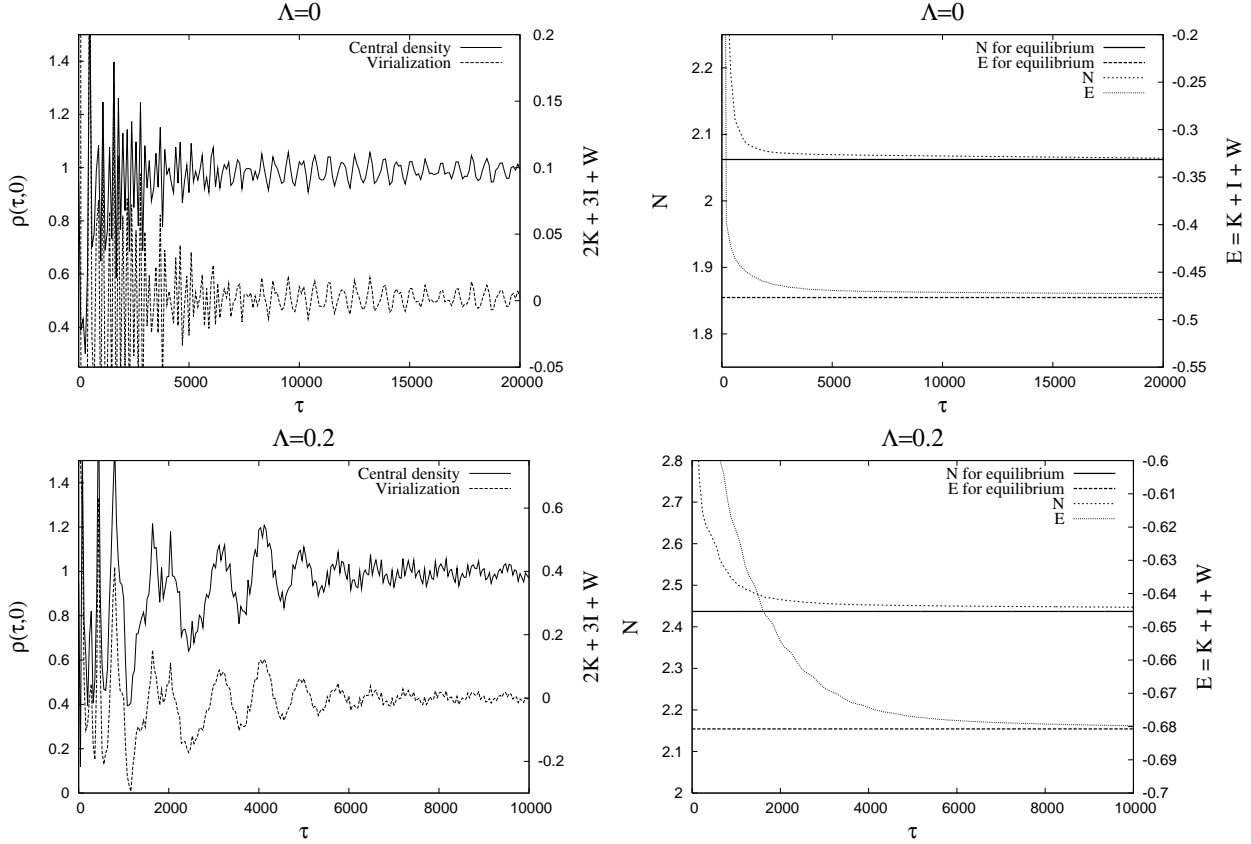 Λ=0
Central density
Virialization
1.4
1.2
1
0.8
0.6
0.4
ρ(τ,0)
0.2
0.15
0.1
0.05
0
-0.05
2K + 3I + W
0
5000
10000
15000
20000
τ
Λ=0
N for equilibrium
E for equilibrium
N
E
2.2
2.1
2
1.9
1.8
N
-0.2
-0.25
-0.3
-0.35
-0.4
-0.45
-0.5
-0.55
E = K + I + W
0
5000
10000
15000
20000
τ
Λ=0.2
Central density
Virialization
1.4
1.2
1
0.8
0.6
0.4
0.2
0
ρ(τ,0)
0.6
0.4
0.2
0
-0.2
2K + 3I + W
0
2000
4000
6000
8000
10000
τ
Λ=0.2
N for equilibrium
E for equilibrium
N
E
2.8
2.7
2.6
2.5
2.4
2.3
2.2
2.1
2
N
-0.6
-0.61
-0.62
-0.63
-0.64
-0.65
-0.66
-0.67
-0.68
-0.69
-0.7
E = K + I + W
0
2000
4000
6000
8000
10000
τ